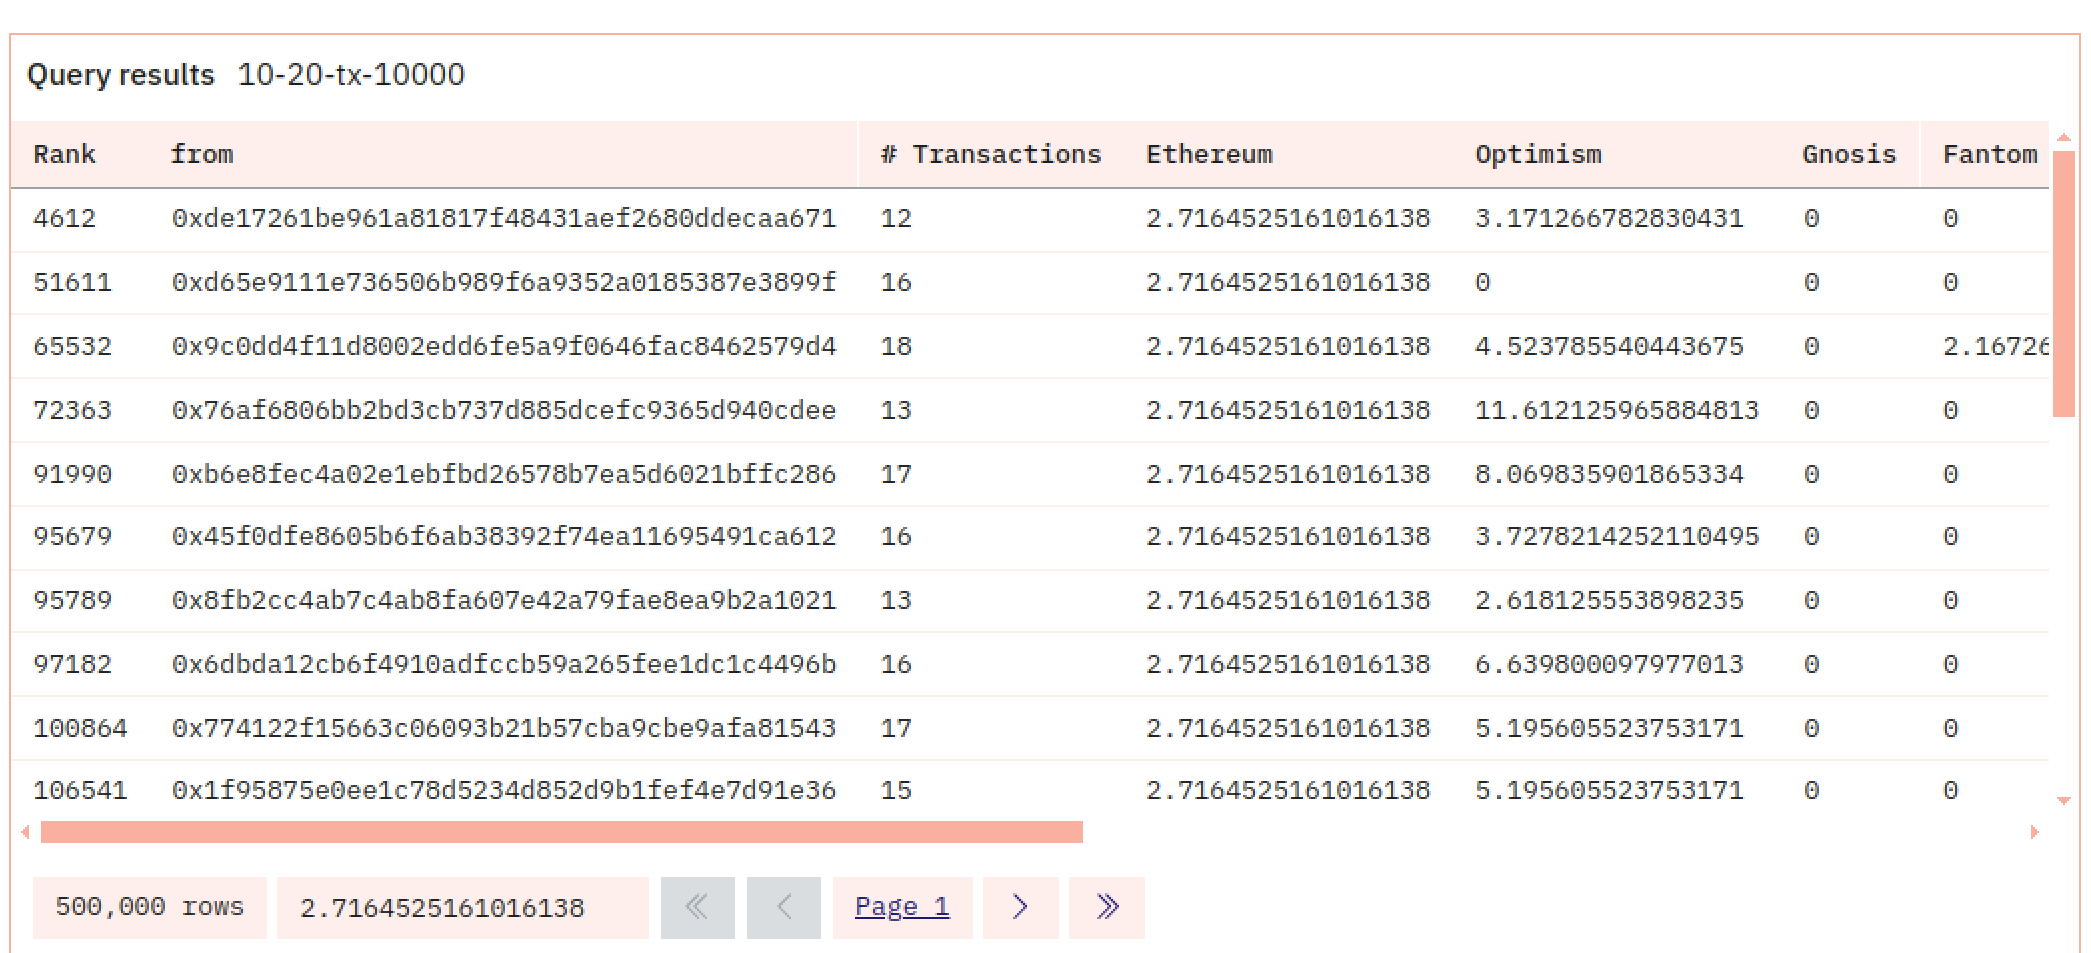 Query results 10-20-tx-10000
Rank from # Transactions Ethereum Optimism Gnosis Fantom
4612 0xde17261be961a81817f48431aef2680ddecaa671 12 2.7164525161016138 3.171266782830431 0 0
51611 0xd65e9111e736506b989f6a9352a0185387e3899f 16 2.7164525161016138 0 0 0
65532 0x9c0dd4f11d8002edd6fe5a9f0646fac8462579d4 18 2.7164525161016138 4.523785540443675 0 2.16726
72363 0x76af6806bb2bd3cb737d885dcefc9365d940cdee 13 2.7164525161016138 11.612125965884813 0 0
91990 0xb6e8fec4a02e1ebfbd26578b7ea5d6021bffc286 17 2.7164525161016138 8.069835901865334 0 0
95679 0x45f0dfe8605b6f6ab38392f74ea11695491ca612 16 2.7164525161016138 3.7278214252110495 0 0
95789 0x8fb2cc4ab7c4ab8fa607e42a79fae8ea9b2a1021 13 2.7164525161016138 2.618125553898235 0 0
97182 0x6dbda12cb6f4910adfccb59a265fee1dc1c4496b 16 2.7164525161016138 6.639800097977013 0 0
100864 0x774122f15663c06093b21b57cba9cbe9afa81543 17 2.7164525161016138 5.195605523753171 0 0
106541 0x1f95875e0ee1c78d5234d852d9b1fef4e7d91e36 15 2.7164525161016138 5.195605523753171 0 0
500,000 rows 2.7164525161016138 Page 1